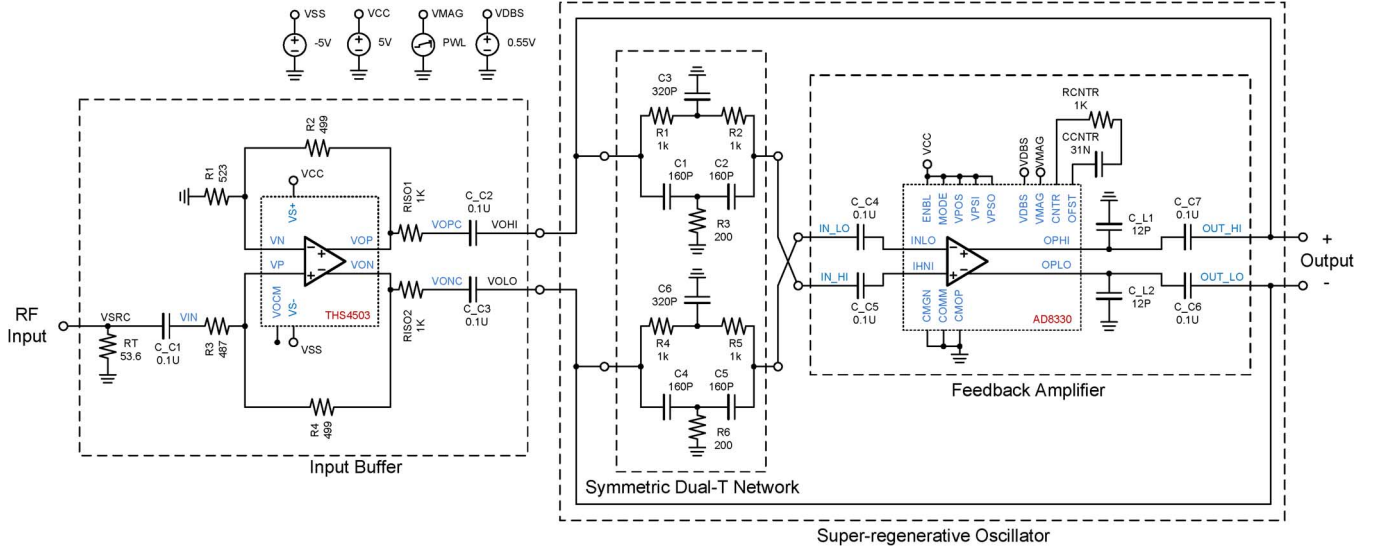 VSS
-5V
VCC
5V
VMAG
PWL
VDBS
0.55V
R2
499
R1
523
VCC
VS+
VN
VP
VOCM
VS-
VOP
VON
THS4503
VSS
RISO1
1K
RISO2
1K
VOPC
C_C2
0.1U
VOHI
VONC
C_C3
0.1U
VOLO
RF
Input
VSRC
RT
53.6
C_C1
0.1U
VIN
R3
487
R4
499
Input Buffer
C3
320P
R1
1k
R2
1k
C1
160P
C2
160P
R3
200
C6
320P
R4
1k
R5
1k
C4
160P
C5
160P
R6
200
Symmetric Dual-T Network
IN_LO
C_C4
0.1U
IN_HI
C_C5
0.1U
VCC
ENBL
MODE
VPOS
VPSI
VPSO
VDBS
VMAG
VDBS
VMAG
CNTR
OFST
RCNTR
1K
CCNTR
31N
INLO
IHNI
OPHI
OPLO
CMGN
COMM
CMOP
AD8330
C_L1
12P
C_L2
12P
C_C7
0.1U
OUT_HI
C_C6
0.1U
OUT_LO
+
Output
-
Feedback Amplifier
Super-regenerative Oscillator